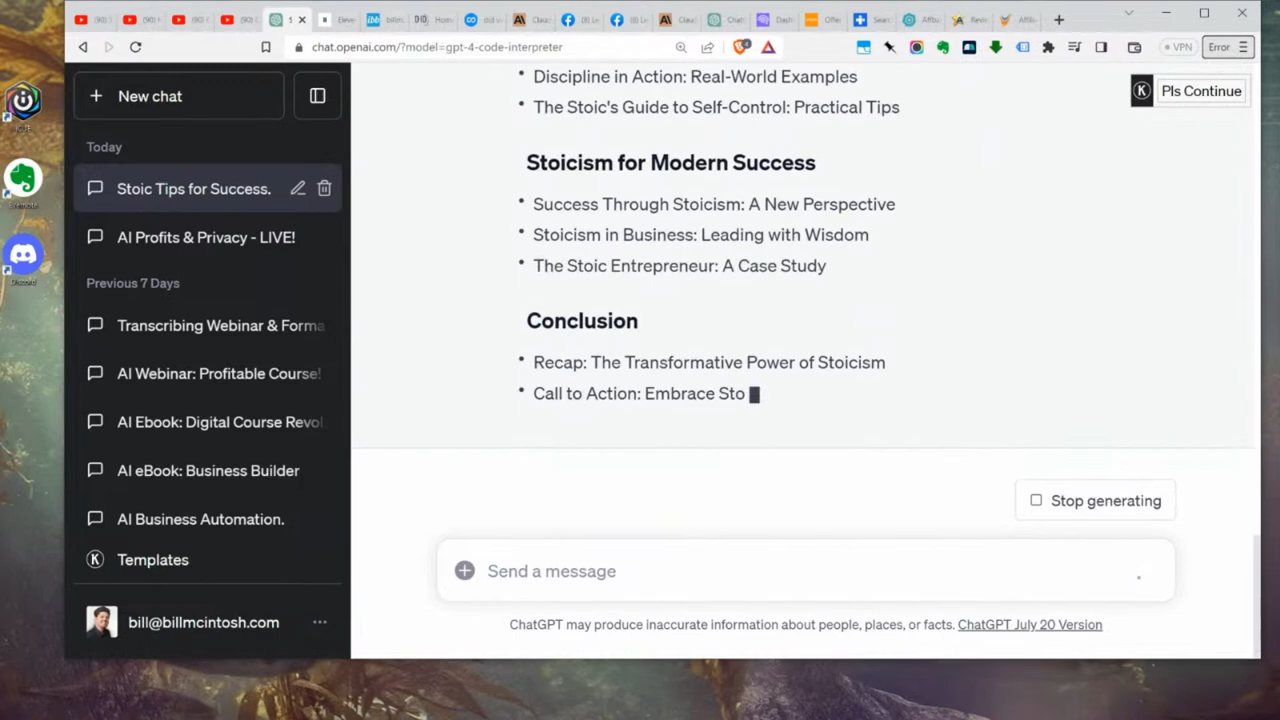 chat.openai.com/?model=gpt-4-code-interpreter
VPN
Error
New chat
Today
Stoic Tips for Success.
AI Profits & Privacy - LIVE!
Previous 7 Days
Transcribing Webinar & Forma
AI Webinar: Profitable Course!
AI Ebook: Digital Course Revol
AI eBook: Business Builder
AI Business Automation.
K Templates
bill@billmcintosh.com
K Pls Continue
• Discipline in Action: Real-World Examples
• The Stoic's Guide to Self-Control: Practical Tips
Stoicism for Modern Success
• Success Through Stoicism: A New Perspective
• Stoicism in Business: Leading with Wisdom
• The Stoic Entrepreneur: A Case Study
Conclusion
• Recap: The Transformative Power of Stoicism
• Call to Action: Embrace Sto
Stop generating
Send a message
ChatGPT may produce inaccurate information about people, places, or facts. ChatGPT July 20 Version
Evernote
Discord